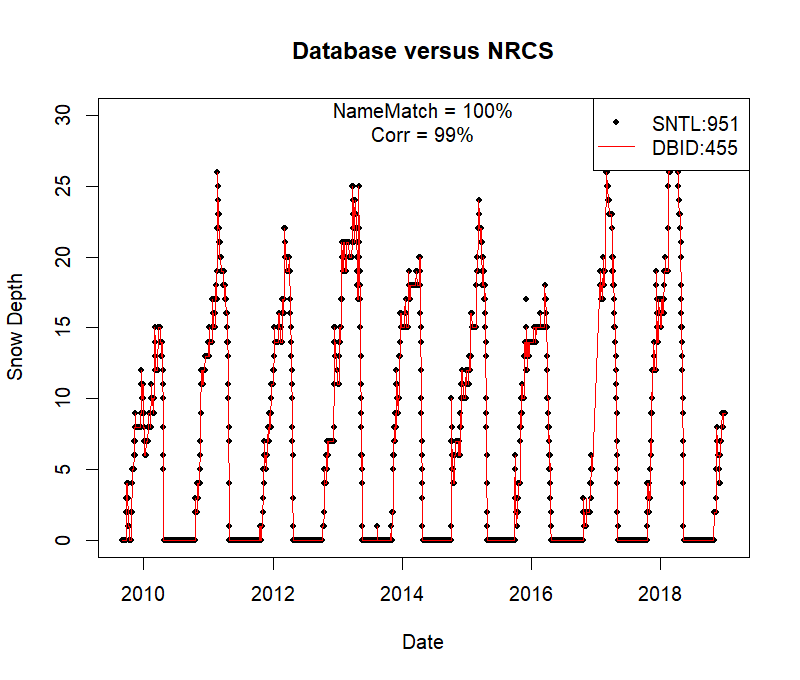 Database versus NRCS
NameMatch = 100%
Corr = 99%
SNTL:951
DBID:455
Snow Depth
30
25
20
15
10
5
0
2010 2012 2014 2016 2018
Date